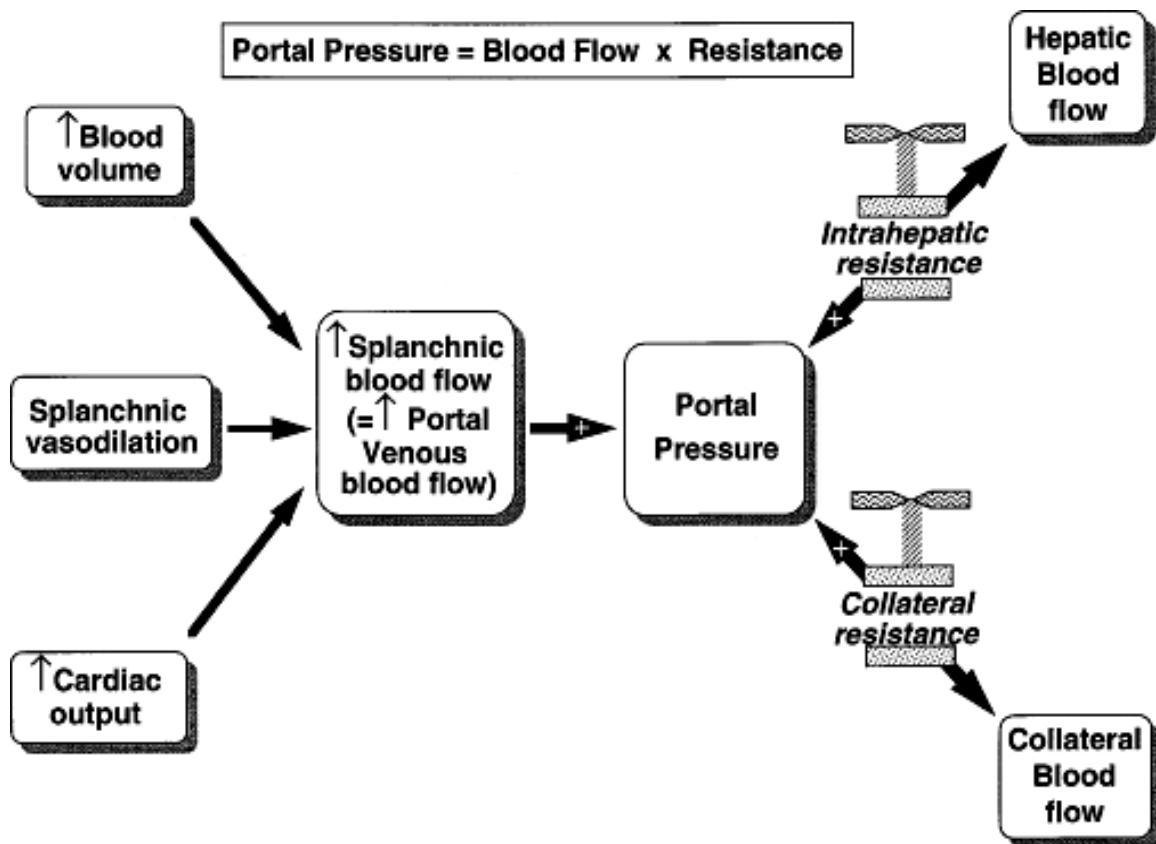 Portal Pressure = Blood Flow x Resistance
Hepatic
Blood
flow
↑Blood
volume
Intrahepatic
resistance
+
↑Splanchnic
blood flow
(=↑ Portal
Venous
blood flow)
+
Portal
Pressure
Splanchnic
vasodilation
+
Collateral
resistance
↑Cardiac
output
Collateral
Blood
flow